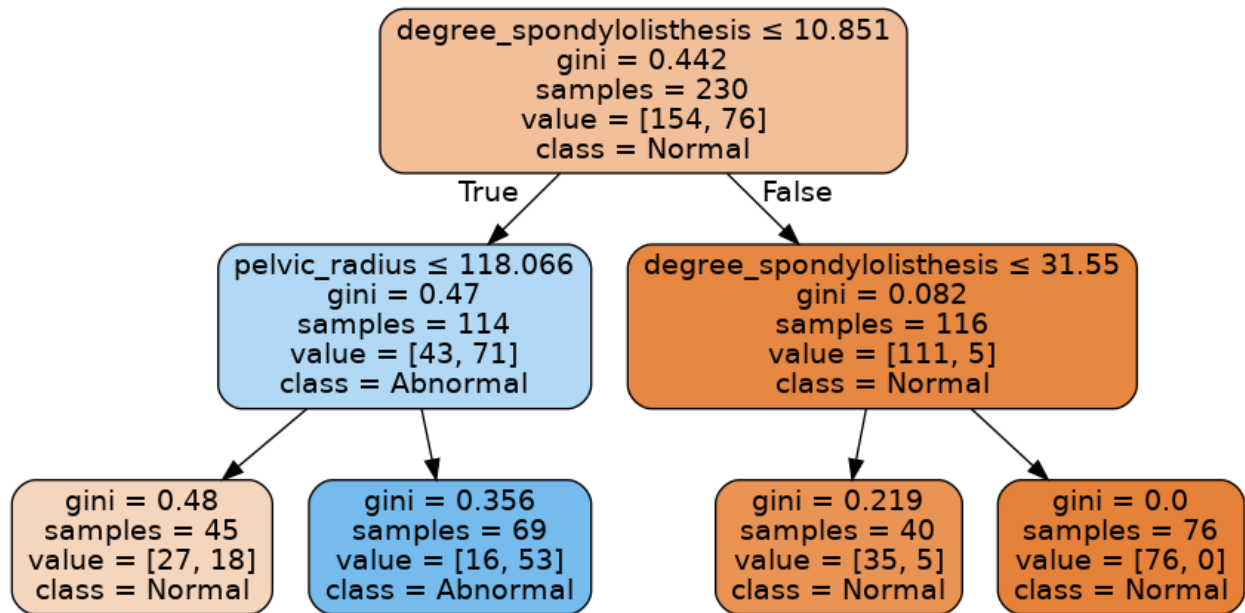 degree_spondylolisthesis ≤ 10.851
gini = 0.442
samples = 230
value = [154, 76]
class = Normal
True
False
pelvic_radius ≤ 118.066
gini = 0.47
samples = 114
value = [43, 71]
class = Abnormal
degree_spondylolisthesis ≤ 31.55
gini = 0.082
samples = 116
value = [111, 5]
class = Normal
gini = 0.48
samples = 45
value = [27, 18]
class = Normal
gini = 0.356
samples = 69
value = [16, 53]
class = Abnormal
gini = 0.219
samples = 40
value = [35, 5]
class = Normal
gini = 0.0
samples = 76
value = [76, 0]
class = Normal